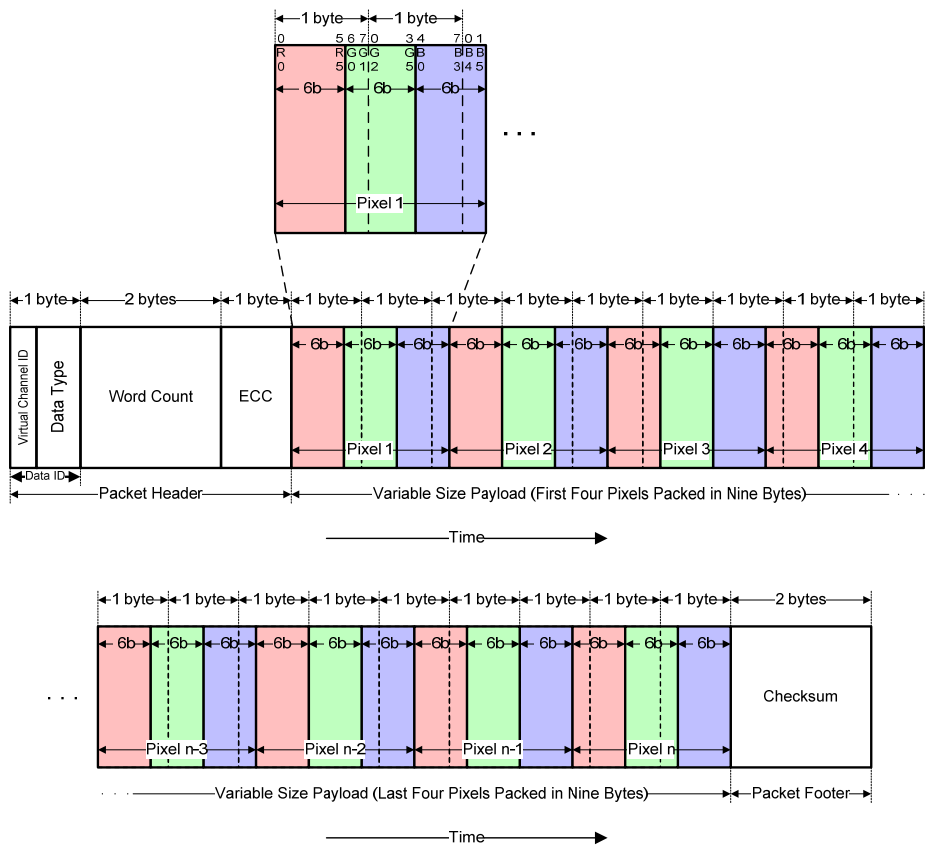 1 byte 1 byte
0 5 6 7 0 3 4 7 0 1
R R G G G G B B B B
0 5 0 1 2 5 0 3 4 5
6b 6b 6b
. . .
Pixel 1
1 byte 2 bytes 1 byte 1 byte 1 byte 1 byte 1 byte 1 byte 1 byte 1 byte 1 byte 1 byte
6b 6b 6b 6b 6b 6b 6b 6b 6b 6b 6b 6b
Virtual Channel ID
Data Type
Word Count
ECC
Pixel 1 Pixel 2 Pixel 3 Pixel 4
Data ID
Packet Header
Variable Size Payload (First Four Pixels Packed in Nine Bytes)
. . .
Time
1 byte 1 byte 1 byte 1 byte 1 byte 1 byte 1 byte 1 byte 1 byte 2 bytes
6b 6b 6b 6b 6b 6b 6b 6b 6b 6b 6b 6b
. . .
Checksum
Pixel n-3 Pixel n-2 Pixel n-1 Pixel n
. . .
Variable Size Payload (Last Four Pixels Packed in Nine Bytes)
Packet Footer
Time